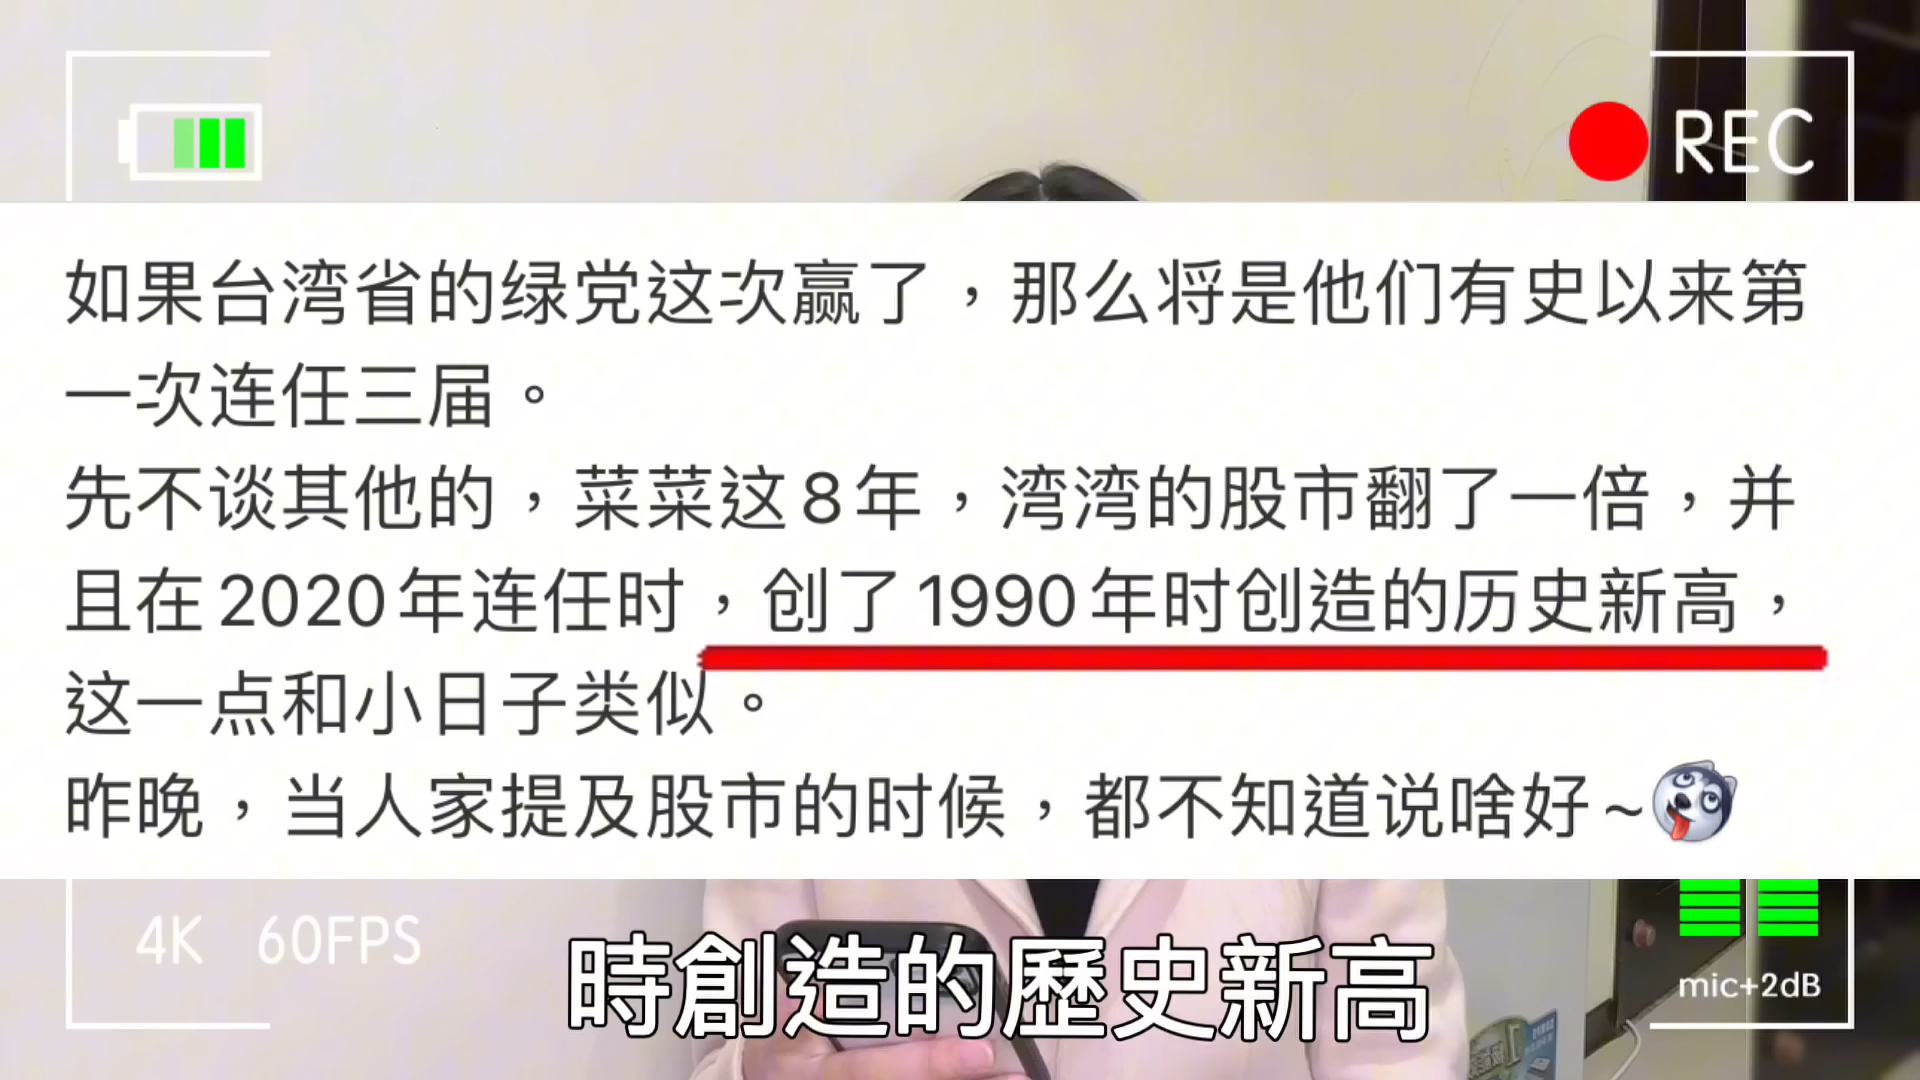 REC
如果台湾省的绿党这次赢了，那么将是他们有史以来第
一次连任三届。
先不谈其他的，菜菜这8年，湾湾的股市翻了一倍，并
且在2020年连任时，创了1990年时创造的历史新高，
这一点和小日子类似。
昨晚，当人家提及股市的时候，都不知道说啥好~
4K 60FPS
mic+2dB
時創造的歷史新高